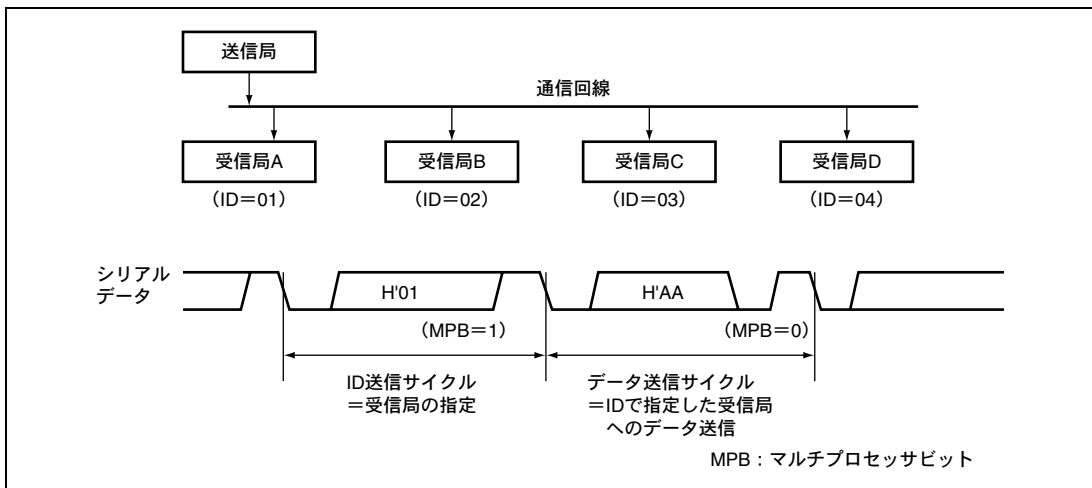 送信局
通信回線
受信局A
受信局B
受信局C
受信局D
（ID＝01）
（ID＝02）
（ID＝03）
（ID＝04）
シリアル
データ
H'01
H'AA
（MPB＝1）
（MPB＝0）
ID送信サイクル
＝受信局の指定
データ送信サイクル
＝IDで指定した受信局
へのデータ送信
MPB：マルチプロセッサビット